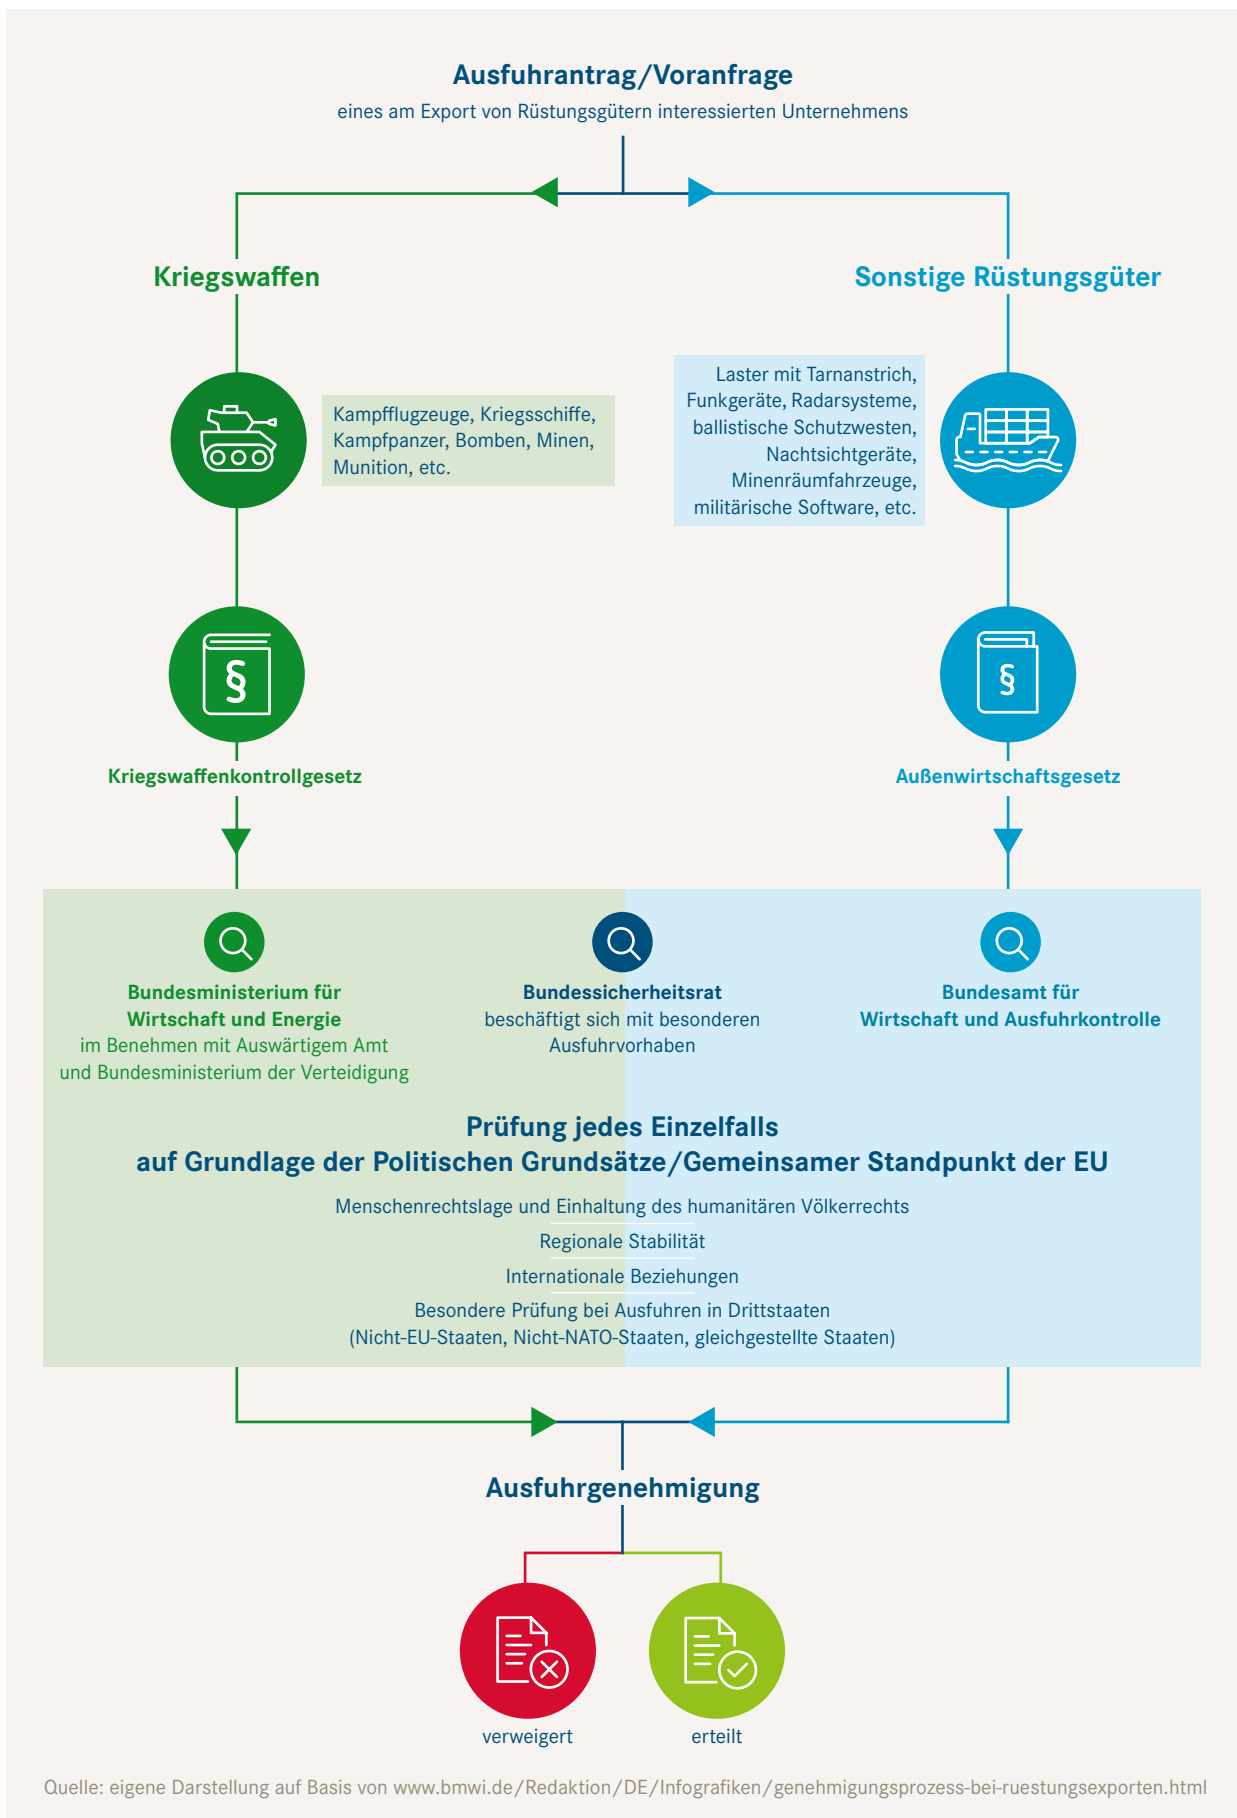 Ausfuhrantrag/Voranfrage
eines am Export von Rüstungsgütern interessierten Unternehmens
Kriegswaffen
Sonstige Rüstungsgüter
Kampfflugzeuge, Kriegsschiffe,
Kampfpanzer, Bomben, Minen,
Munition, etc.
Laster mit Tarnanstrich,
Funkgeräte, Radarsysteme,
ballistische Schutzwesten,
Nachtsichtgeräte,
Minenräumfahrzeuge,
militärische Software, etc.
§
§
Kriegswaffenkontrollgesetz
Außenwirtschaftsgesetz
Bundesministerium für
Wirtschaft und Energie
im Benehmen mit Auswärtigem Amt
und Bundesministerium der Verteidigung
Bundessicherheitsrat
beschäftigt sich mit besonderen
Ausfuhrvorhaben
Bundesamt für
Wirtschaft und Ausfuhrkontrolle
Prüfung jedes Einzelfalls
auf Grundlage der Politischen Grundsätze/Gemeinsamer Standpunkt der EU
Menschenrechtslage und Einhaltung des humanitären Völkerrechts
Regionale Stabilität
Internationale Beziehungen
Besondere Prüfung bei Ausfuhren in Drittstaaten
(Nicht-EU-Staaten, Nicht-NATO-Staaten, gleichgestellte Staaten)
Ausfuhrgenehmigung
verweigert
erteilt
Quelle: eigene Darstellung auf Basis von www.bmwi.de/Redaktion/DE/Infografiken/genehmigungsprozess-bei-ruestungsexporten.html